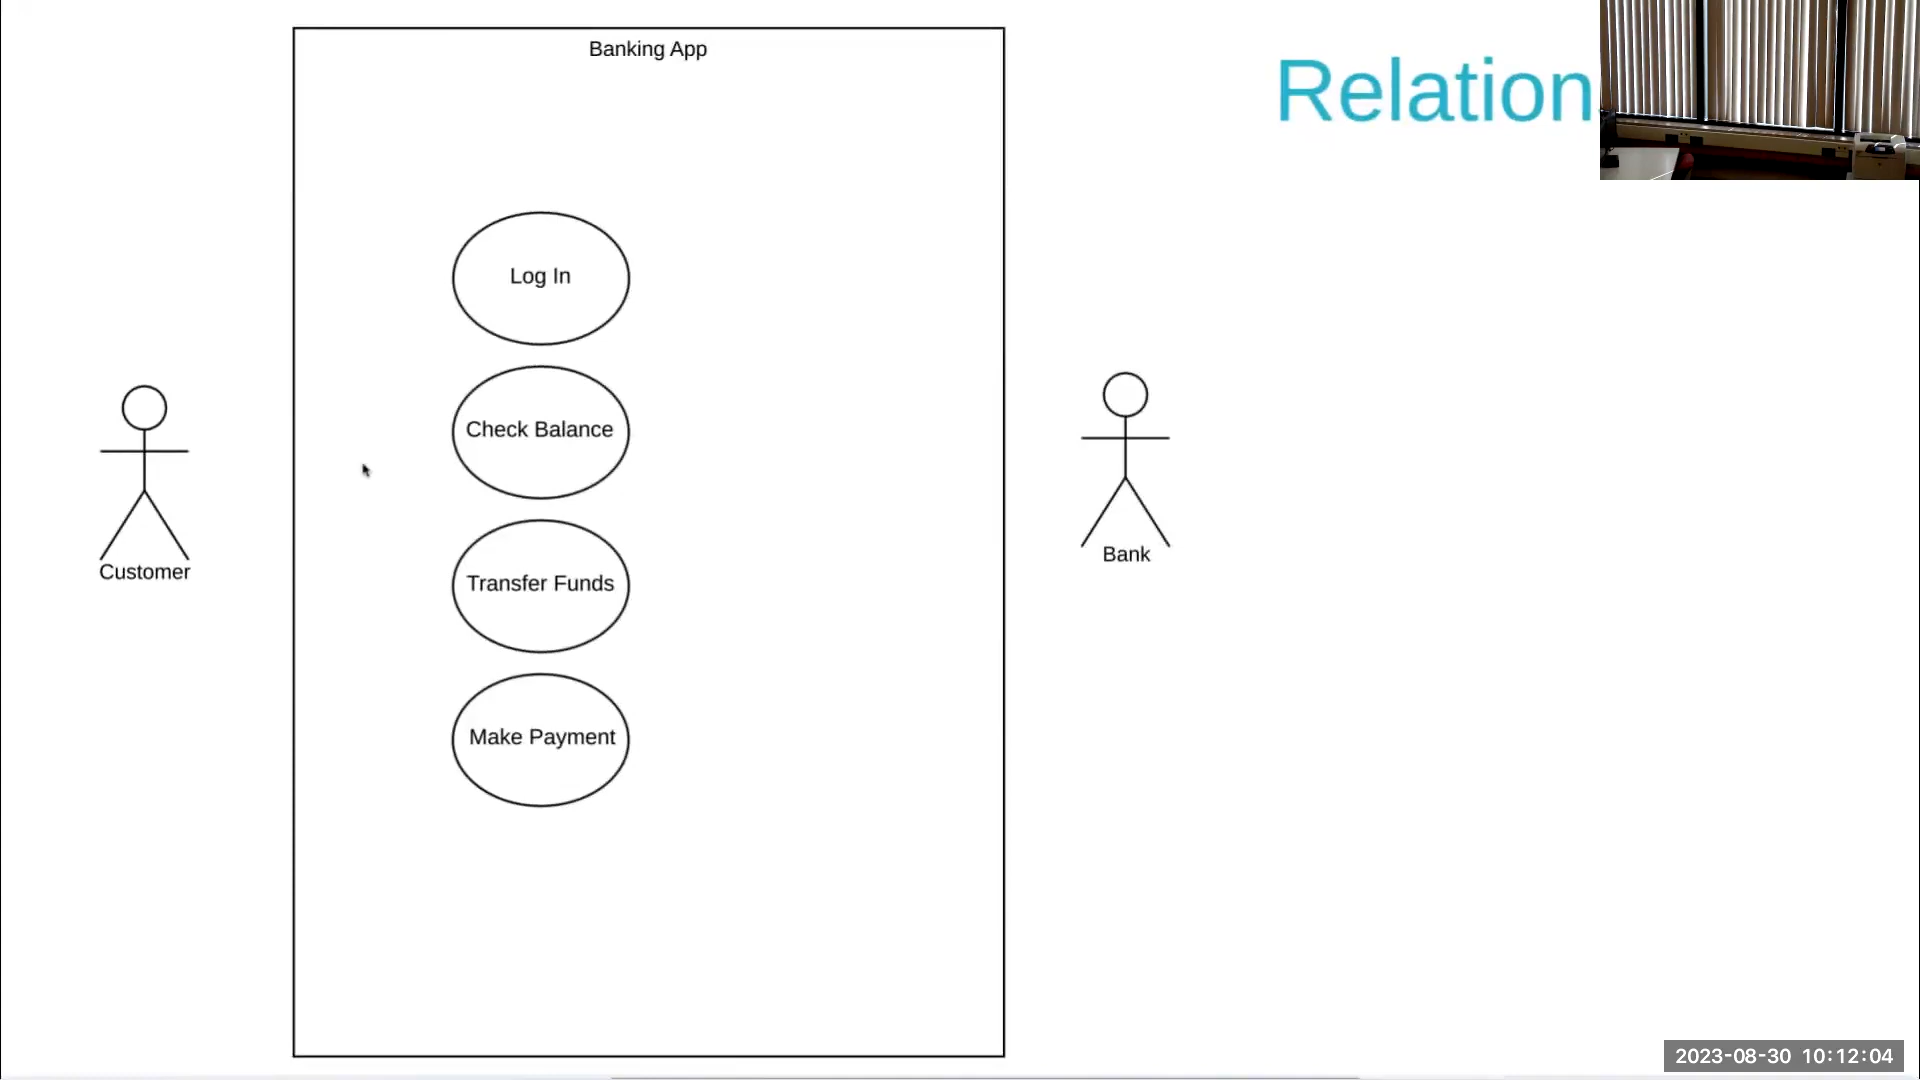 Banking App
Relation
Log In
Check Balance
Transfer Funds
Make Payment
Customer
Bank
2023-08-30 10:12:04